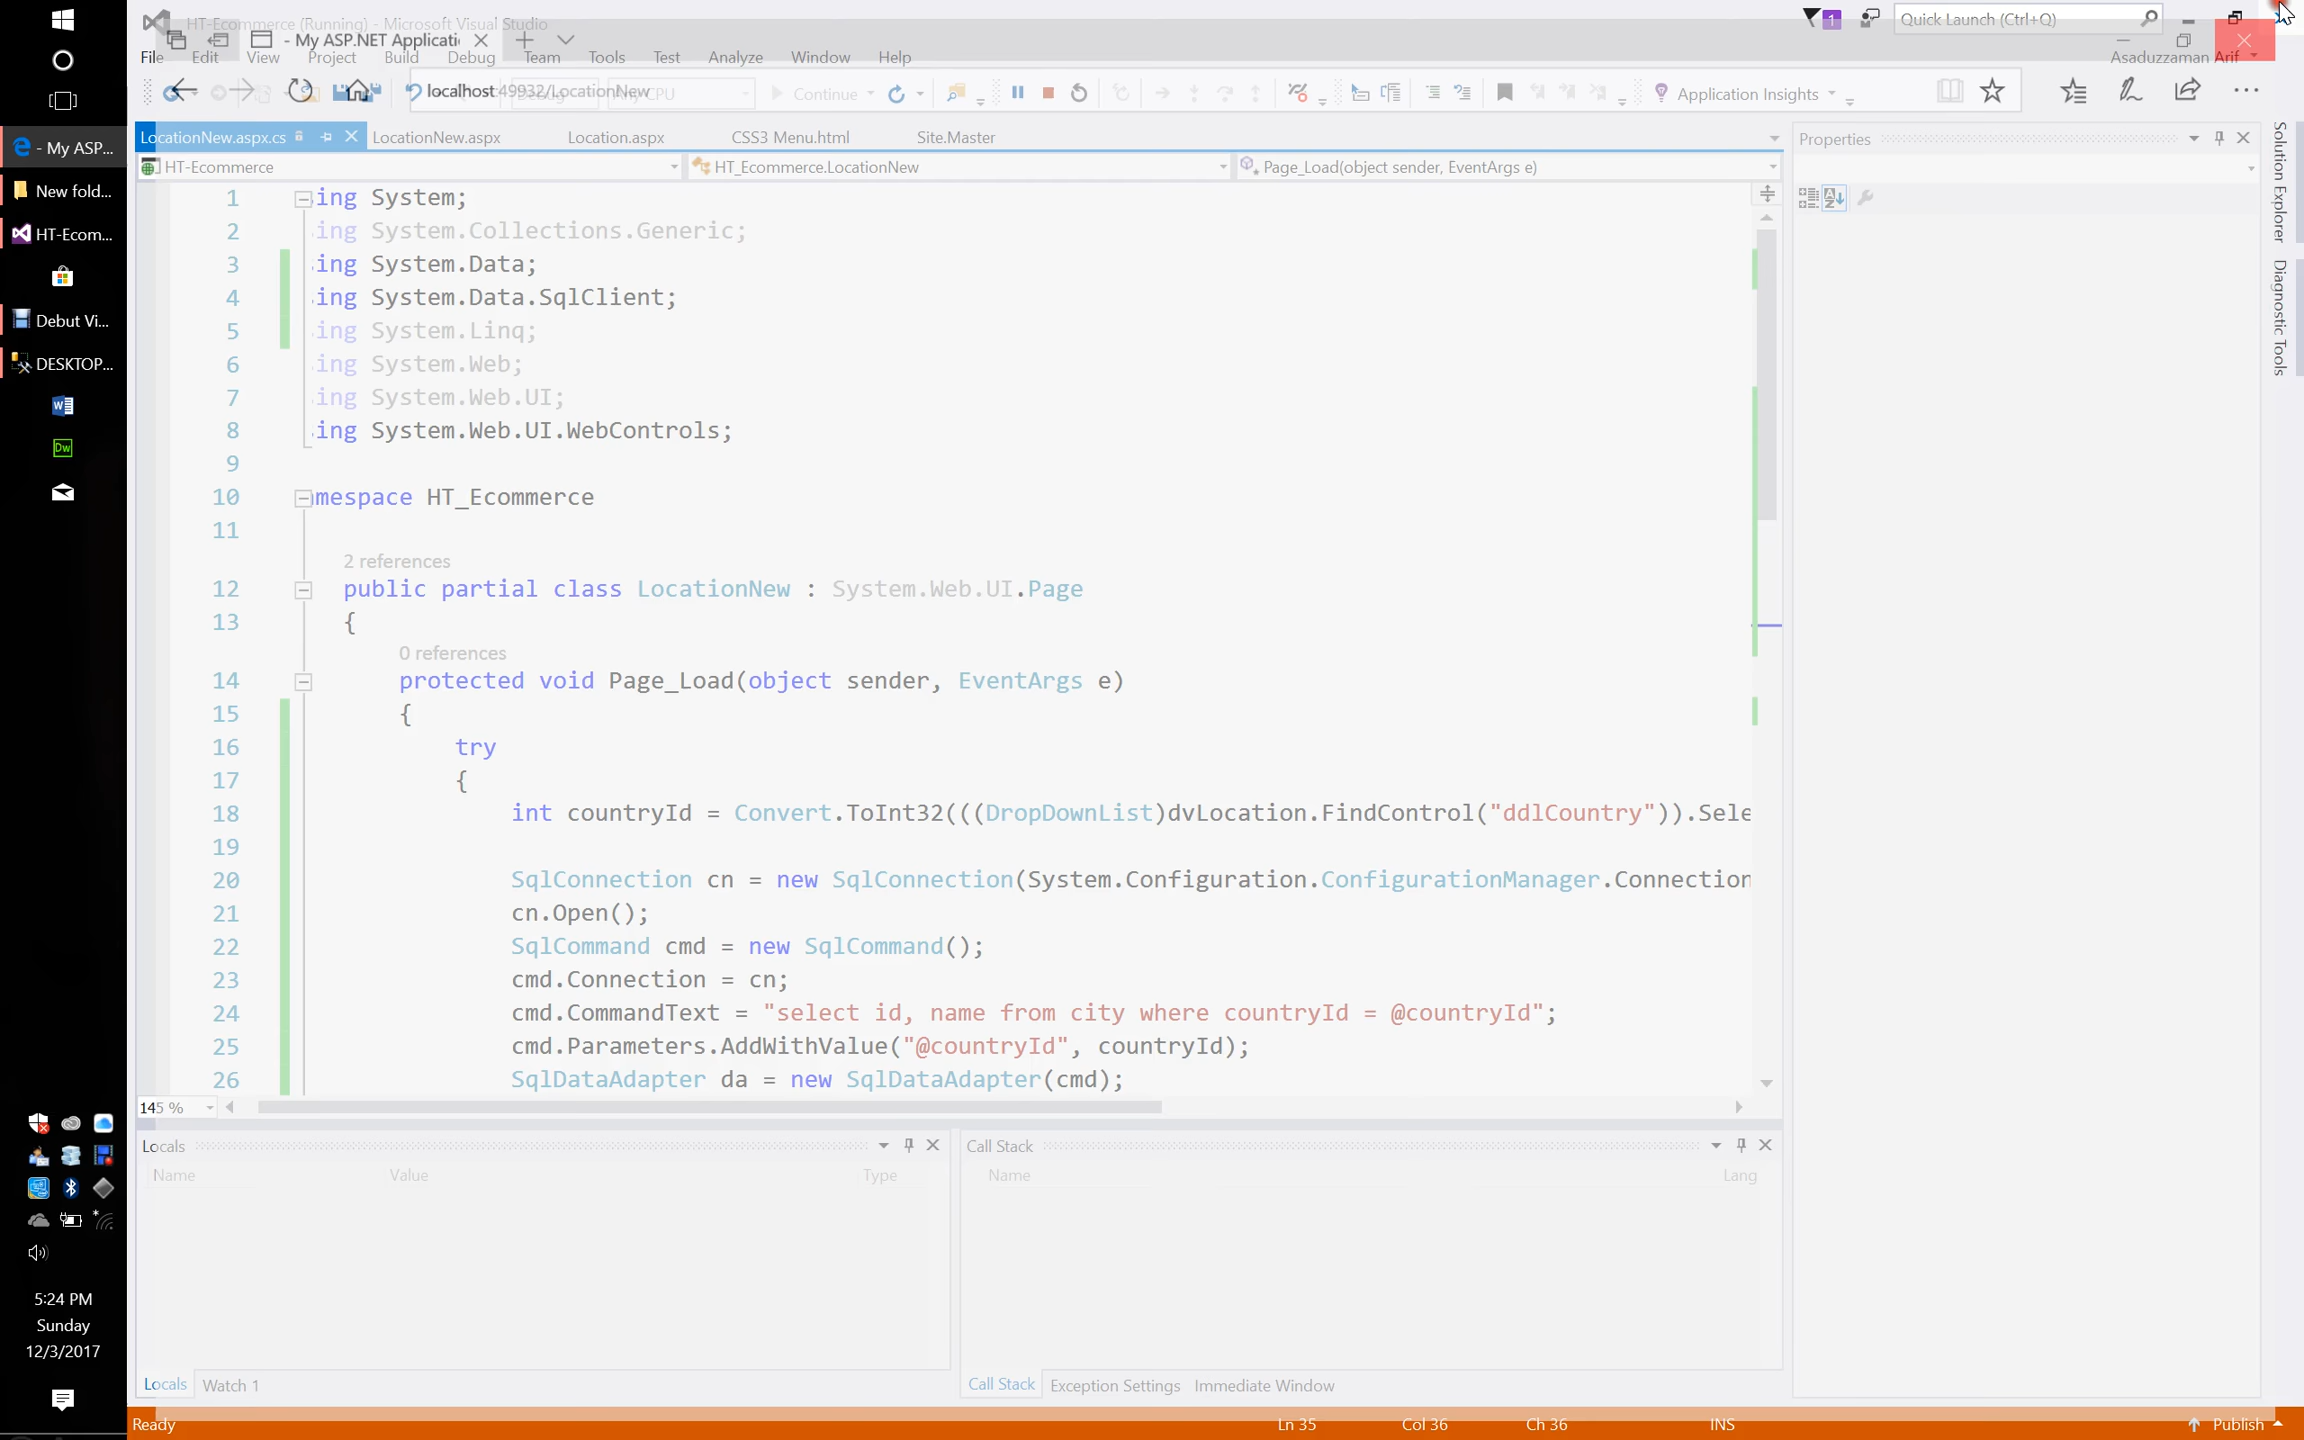 HT-Ecommerce (Running) - Microsoft Visual Studio
1
Quick Launch (Ctrl+Q)
- My ASP.NET Applicati
File Edit View Project Build Debug Team Tools Test Analyze Window Help
Asaduzzaman Arif
localhost:49932/LocationNew
CPU
Continue
Application Insights
- My ASP...
New fold...
HT-Ecom...
Debut Vi...
DESKTOP...
Dw
LocationNew.aspx.cs LocationNew.aspx Location.aspx CSS3 Menu.html Site.Master
Properties
Solution Explorer
Diagnostic Tools
HT-Ecommerce HT_Ecommerce.LocationNew Page_Load(object sender, EventArgs e)
1 ing System;
2 ing System.Collections.Generic;
3 ing System.Data;
4 ing System.Data.SqlClient;
5 ing System.Linq;
6 ing System.Web;
7 ing System.Web.UI;
8 ing System.Web.UI.WebControls;
9
10 mespace HT_Ecommerce
11
2 references
12 public partial class LocationNew : System.Web.UI.Page
13 {
0 references
14 protected void Page_Load(object sender, EventArgs e)
15 {
16 try
17 {
18 int countryId = Convert.ToInt32(((DropDownList)dvLocation.FindControl("ddlCountry")).Sele
19
20 SqlConnection cn = new SqlConnection(System.Configuration.ConfigurationManager.Connection
21 cn.Open();
22 SqlCommand cmd = new SqlCommand();
23 cmd.Connection = cn;
24 cmd.CommandText = "select id, name from city where countryId = @countryId";
25 cmd.Parameters.AddWithValue("@countryId", countryId);
26 SqlDataAdapter da = new SqlDataAdapter(cmd);
145 %
Locals
Name Value Type
Call Stack
Name Lang
Locals Watch 1
Call Stack Exception Settings Immediate Window
5:24 PM
Sunday
12/3/2017
Ready Ln 35 Col 36 Ch 36 INS Publish